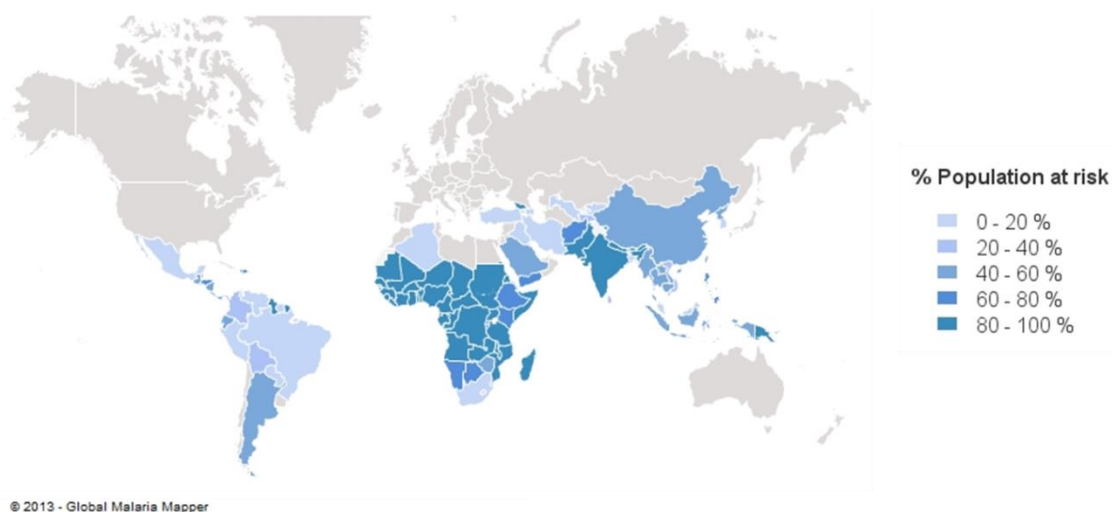 % Population at risk
0 - 20 %
20 - 40 %
40 - 60 %
60 - 80 %
80 - 100 %
© 2013 - Global Malaria Mapper